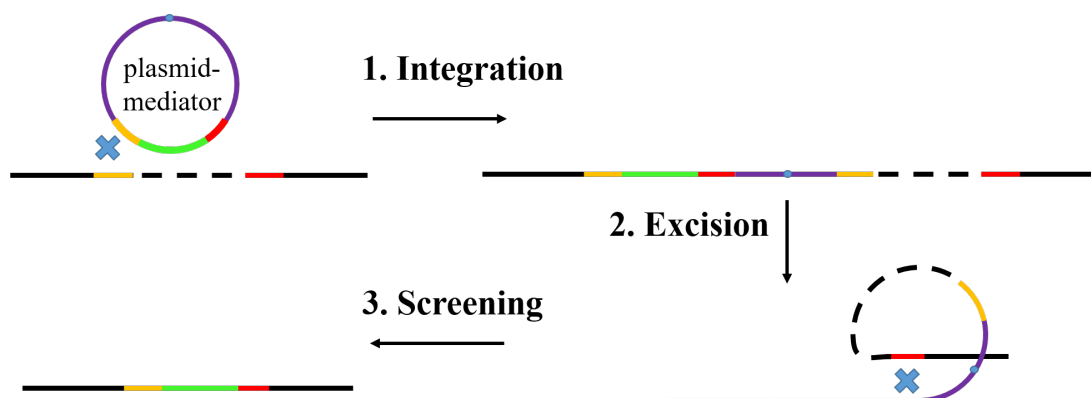 plasmid-
mediator
1. Integration
2. Excision
3. Screening